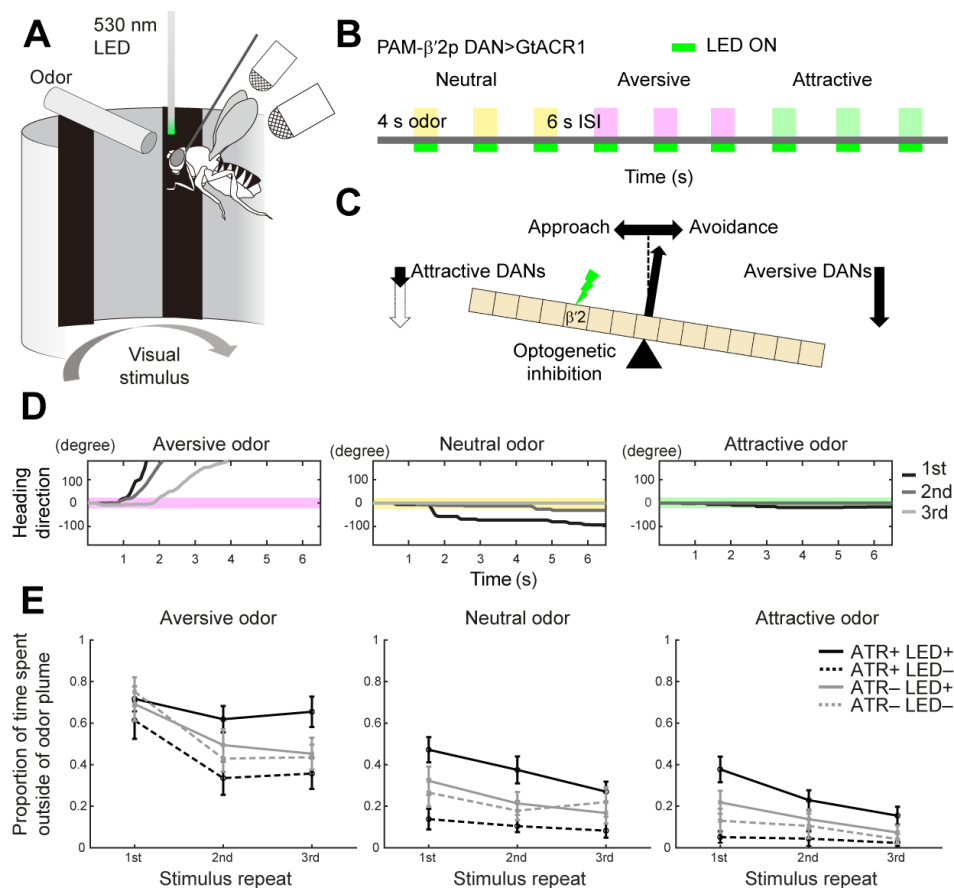 A
530 nm
LED
Odor
Visual
stimulus
B
PAM-β'2p DAN>GtACR1
LED ON
Neutral
Aversive
Attractive
4 s odor
6 s ISI
Time (s)
C
Approach
Avoidance
Attractive DANs
Aversive DANs
β'2
Optogenetic
inhibition
D
(degree)
Aversive odor
(degree)
Neutral odor
(degree)
Attractive odor
Heading
direction
100
0
-100
1 2 3 4 5 6
100
0
-100
1 2 3 4 5 6
100
0
-100
1 2 3 4 5 6
1st
2nd
3rd
Time (s)
E
Aversive odor
Neutral odor
Attractive odor
Proportion of time spent
outside of odor plume
1
0.8
0.6
0.4
0.2
0
1st 2nd 3rd
1
0.8
0.6
0.4
0.2
0
1st 2nd 3rd
1
0.8
0.6
0.4
0.2
0
1st 2nd 3rd
ATR+ LED+
ATR+ LED–
ATR– LED+
ATR– LED–
Stimulus repeat
Stimulus repeat
Stimulus repeat